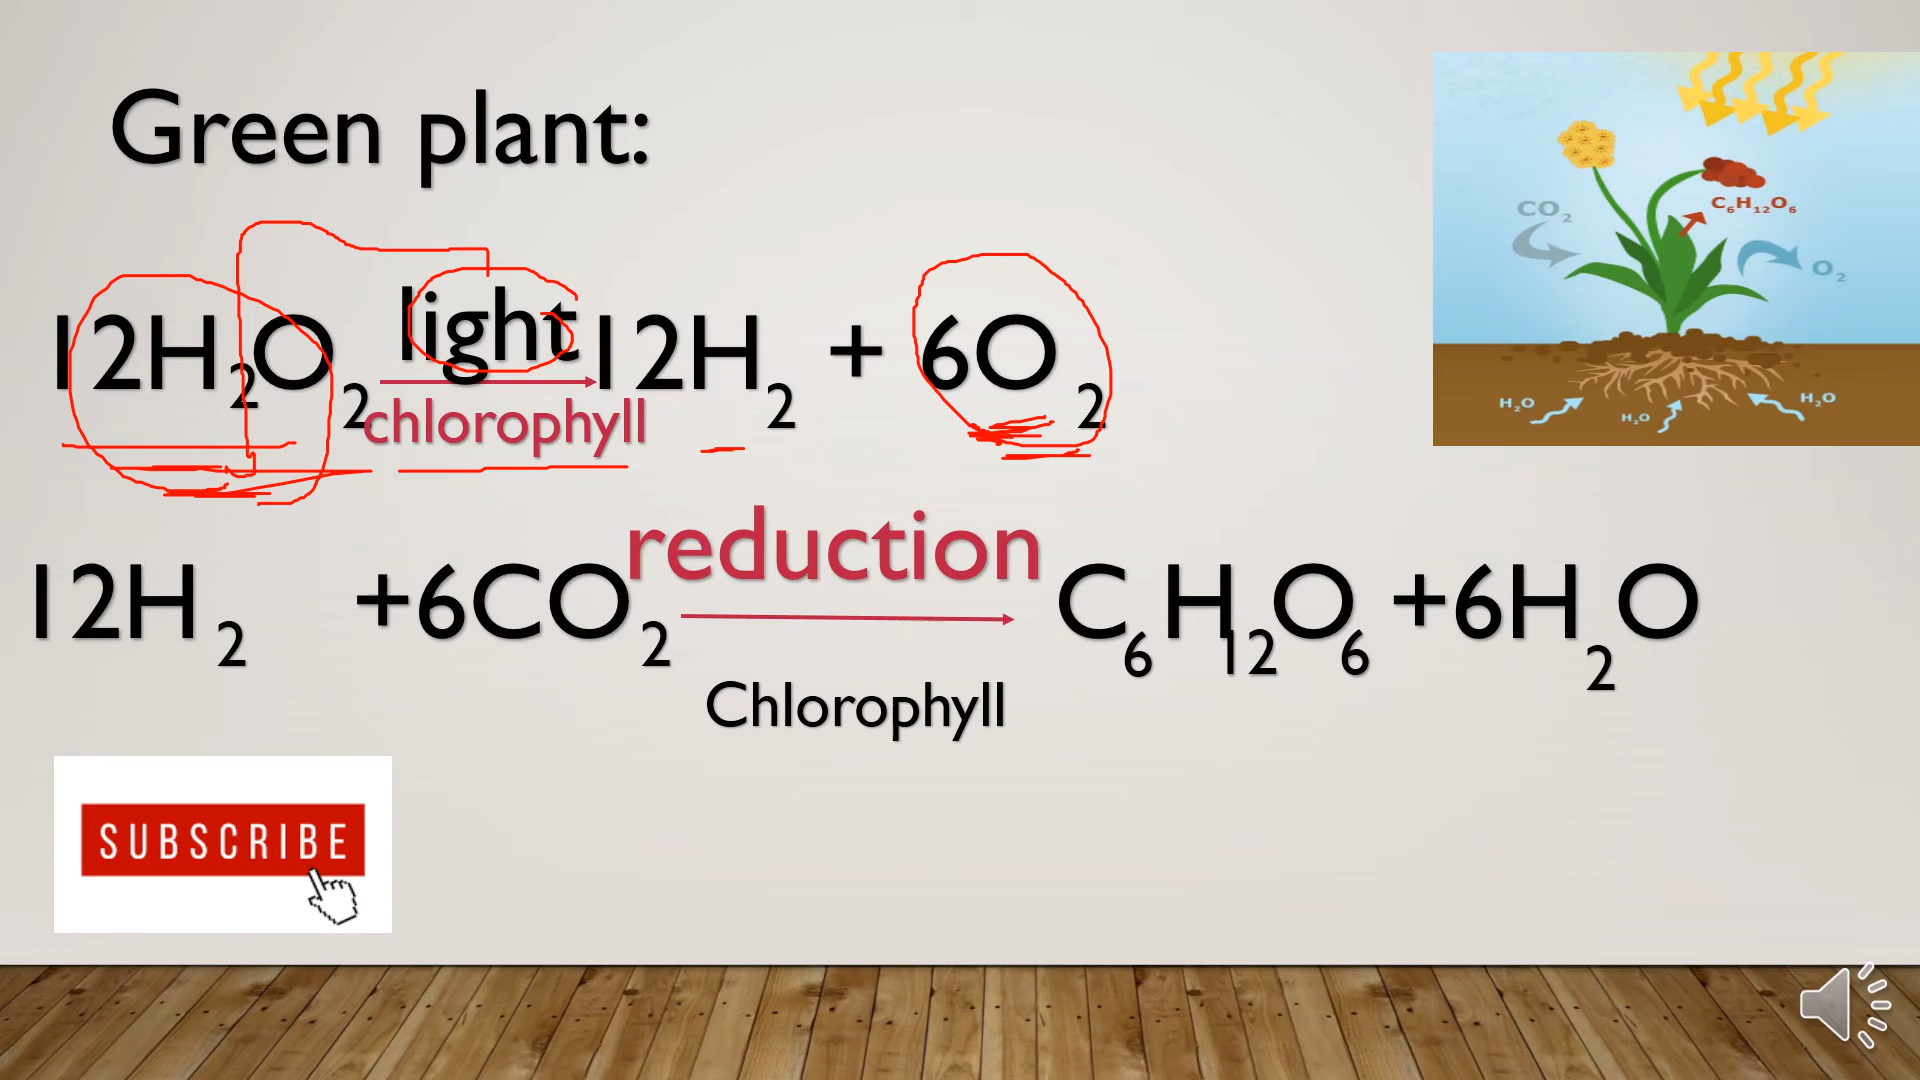 Green plant:
12H₂O₂ light 12H₂ + 6O₂
chlorophyll
reduction
12H₂ +6CO₂ C₆H₁₂O₆ +6H₂O
Chlorophyll
SUBSCRIBE
CO₂
C₆H₁₂O₆
O₂
H₂O
H₂O
H₂O